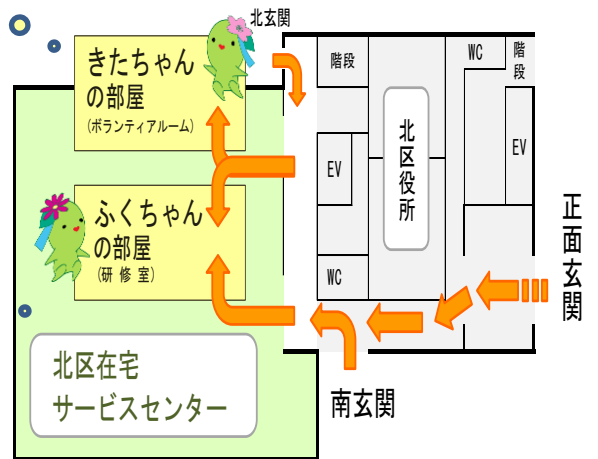 北玄関
きたちゃん
の部屋
(ボランティアルーム)
階段
WC
階段
北区役所
EV
EV
ふくちゃん
の部屋
(研修室)
WC
正面玄関
北区在宅
サービスセンター
南玄関